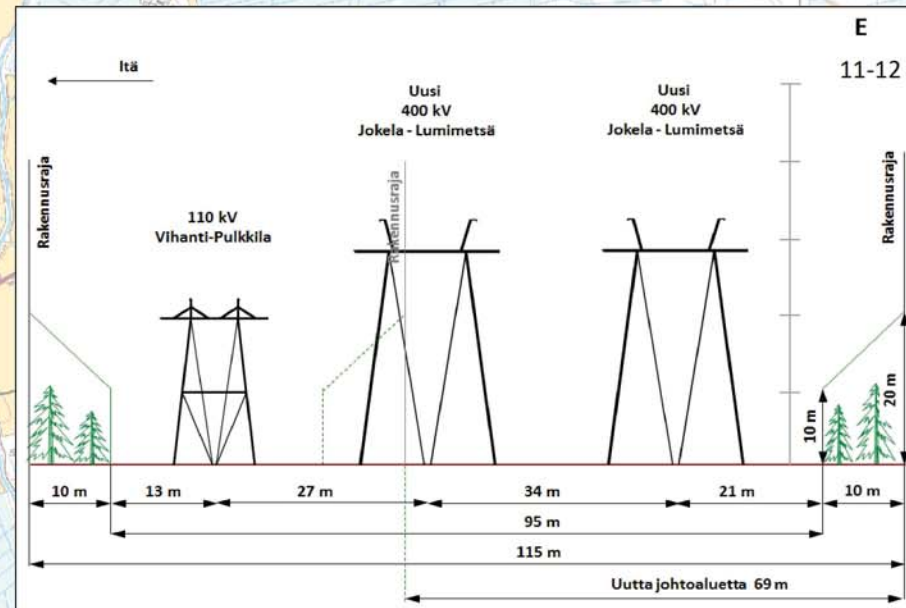 E
11-12
Itä
Uusi
400 kV
Jokela - Lumimetsä
Uusi
400 kV
Jokela - Lumimetsä
Rakennusraja
110 kV
Vihanti-Pulkkila
Rakennusraja
Rakennusraja
10 m
20 m
10 m
13 m
27 m
34 m
21 m
10 m
95 m
115 m
Uutta johtoaluetta 69 m